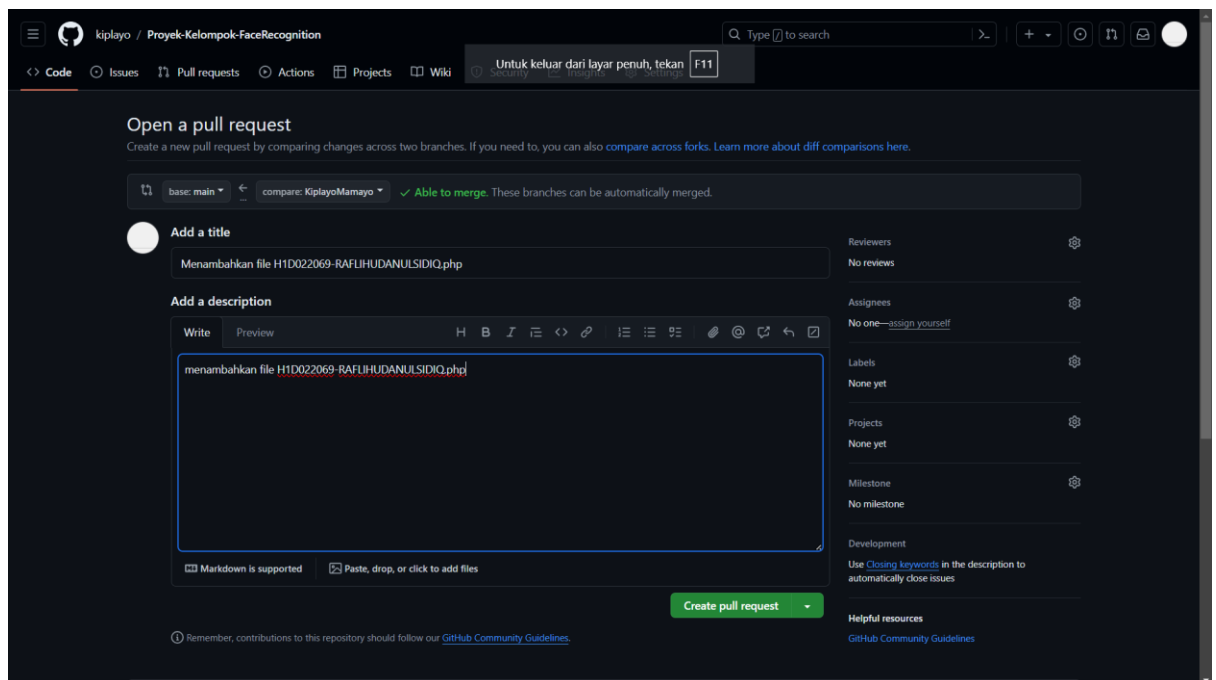 kiplayo / Proyek-Kelompok-FaceRecognition
Type / to search
Code Issues Pull requests Actions Projects Wiki Security Insights Settings
Untuk keluar dari layar penuh, tekan F11
Open a pull request
Create a new pull request by comparing changes across two branches. If you need to, you can also compare across forks. Learn more about diff comparisons here.
base: main compare: KiplayoMamayo Able to merge. These branches can be automatically merged.
Add a title
Menambahkan file H1D022069-RAFLIHUDANULSIDIQ.php
Add a description
Write Preview
menambahkan file H1D022069-RAFLIHUDANULSIDIQ.php
Markdown is supported
Paste, drop, or click to add files
Create pull request
Remember, contributions to this repository should follow our GitHub Community Guidelines.
Reviewers
No reviews
Assignees
No one—assign yourself
Labels
None yet
Projects
None yet
Milestone
No milestone
Development
Use Closing keywords in the description to
automatically close issues
Helpful resources
GitHub Community Guidelines